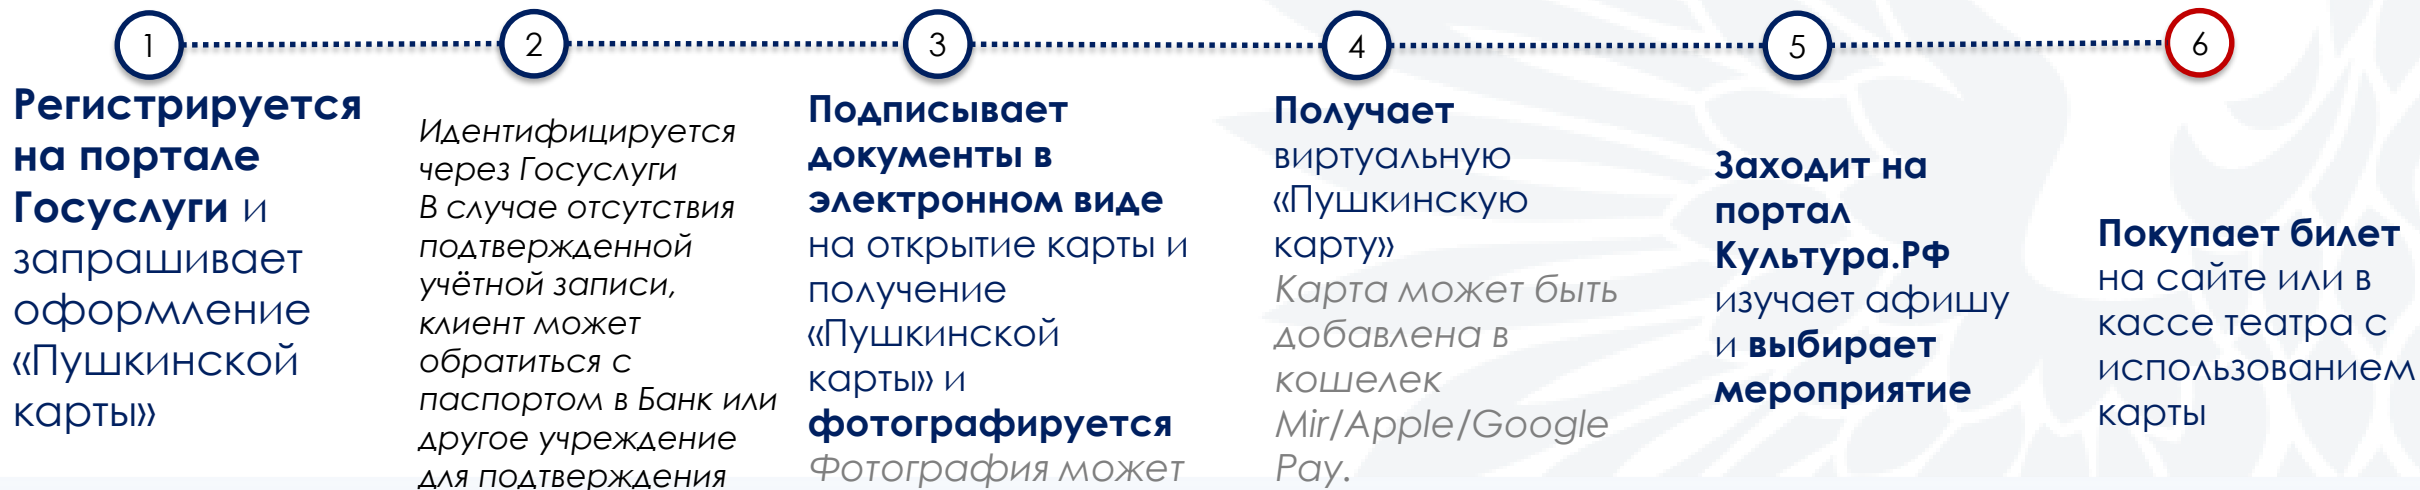 1
2
3
4
5
6
Регистрируется
на портале
Госуслуги и
запрашивает
оформление
«Пушкинской
карты»
Идентифицируется
через Госуслуги
В случае отсутствия
подтвержденной
учётной записи,
клиент может
обратиться с
паспортом в Банк или
другое учреждение
для подтверждения
Подписывает
документы в
электронном виде
на открытие карты и
получение
«Пушкинской
карты» и
фотографируется
Фотография может
Получает
виртуальную
«Пушкинскую
карту»
Карта может быть
добавлена в
кошелек
Mir/Apple/Google
Pay.
Заходит на
портал
Культура.РФ
изучает афишу
и выбирает
мероприятие
Покупает билет
на сайте или в
кассе театра с
использованием
карты